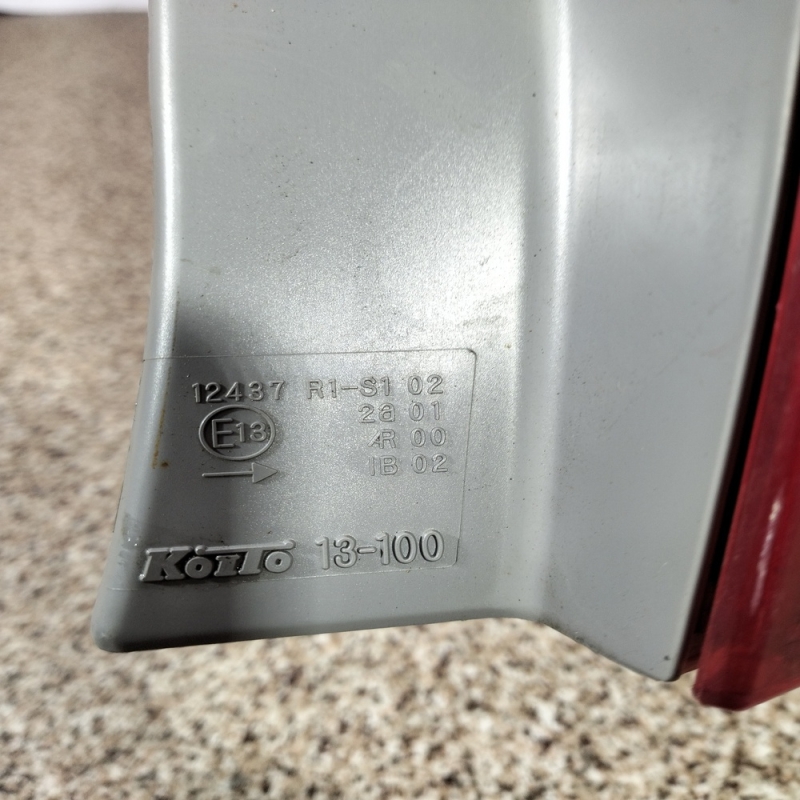 12437 R1-S1 02
2a 01
E13
AR 00
IB 02
KoiTo 13-100